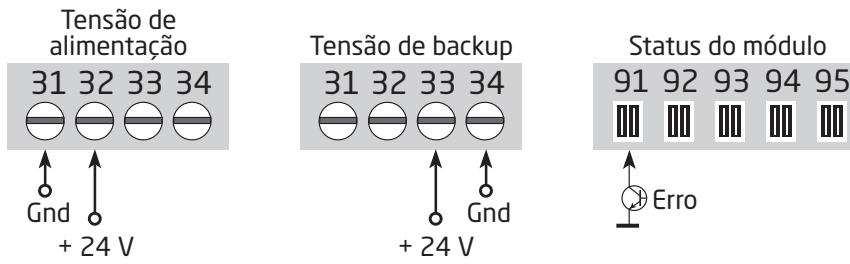 Tensão de
alimentação
31 32 33 34
Gnd
+ 24 V
Tensão de backup
31 32 33 34
Gnd
+ 24 V
Status do módulo
91 92 93 94 95
Erro